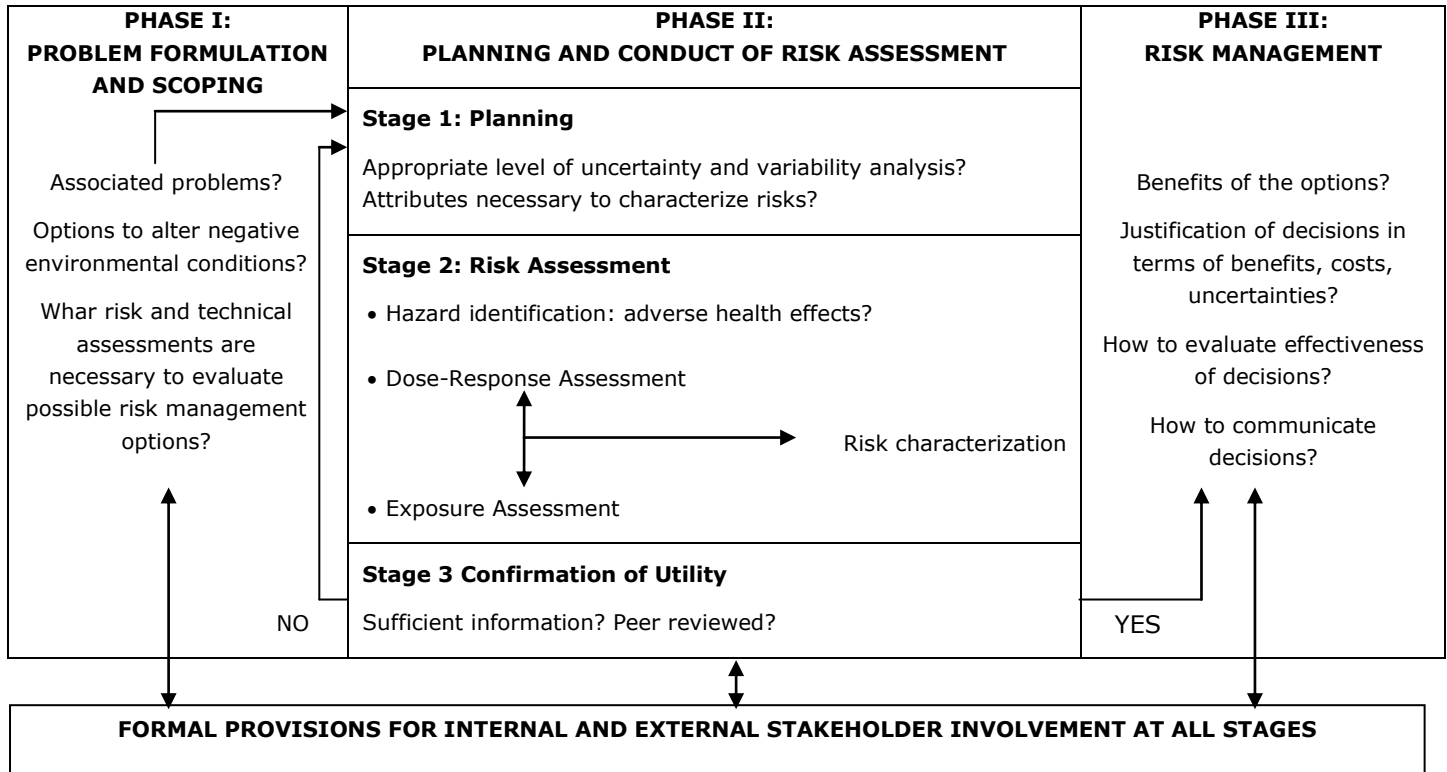 PHASE I:
PROBLEM FORMULATION
AND SCOPING
Associated problems?
Options to alter negative
environmental conditions?
Whar risk and technical
assessments are
necessary to evaluate
possible risk management
options?
NO
PHASE II:
PLANNING AND CONDUCT OF RISK ASSESSMENT
Stage 1: Planning
Appropriate level of uncertainty and variability analysis?
Attributes necessary to characterize risks?
Stage 2: Risk Assessment
• Hazard identification: adverse health effects?
• Dose-Response Assessment
Risk characterization
• Exposure Assessment
Stage 3 Confirmation of Utility
Sufficient information? Peer reviewed?
PHASE III:
RISK MANAGEMENT
Benefits of the options?
Justification of decisions in
terms of benefits, costs,
uncertainties?
How to evaluate effectiveness
of decisions?
How to communicate
decisions?
YES
FORMAL PROVISIONS FOR INTERNAL AND EXTERNAL STAKEHOLDER INVOLVEMENT AT ALL STAGES